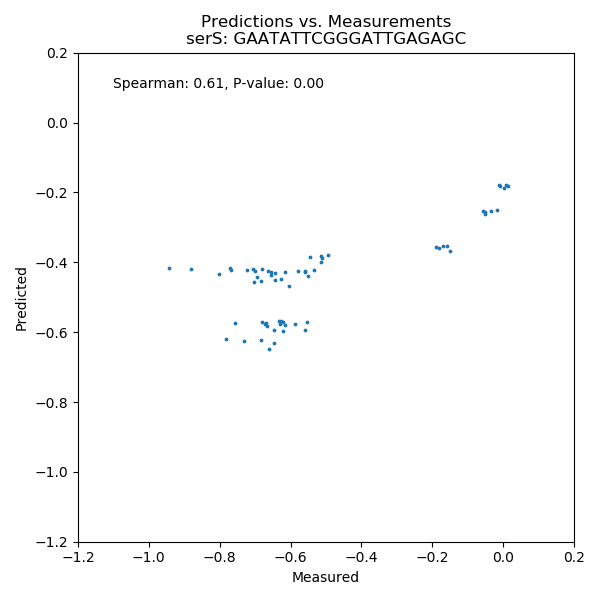 Predictions vs. Measurements
serS: GAATATTCGGGATTGAGAGC
Spearman: 0.61, P-value: 0.00
0.2
0.0
−0.2
−0.4
−0.6
−0.8
−1.0
−1.2
Predicted
−1.2 −1.0 −0.8 −0.6 −0.4 −0.2 0.0 0.2
Measured